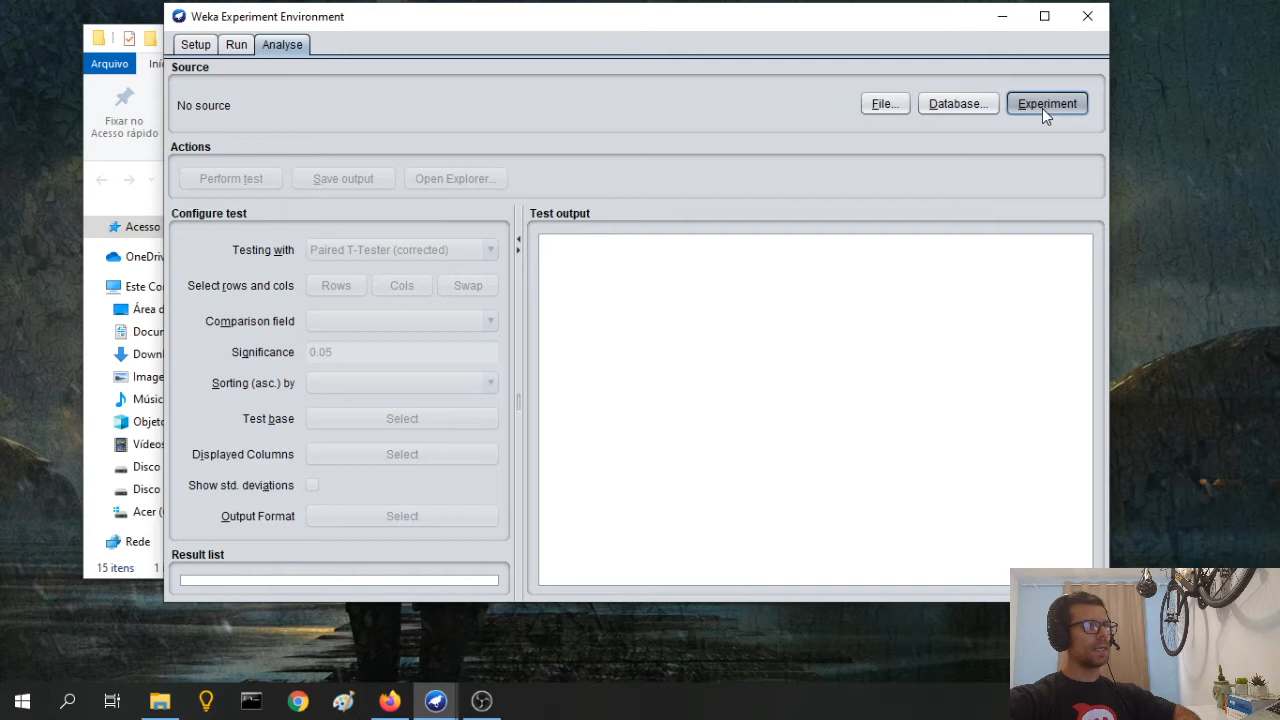 Weka Experiment Environment
Setup Run Analyse
Source
No source
File... Database... Experiment
Actions
Perform test Save output Open Explorer...
Configure test
Testing with Paired T-Tester (corrected)
Select rows and cols Rows Cols Swap
Comparison field
Significance 0.05
Sorting (asc.) by
Test base Select
Displayed Columns Select
Show std. deviations
Output Format Select
Result list
Test output
Arquivo Iní
Fixar no
Acesso rápido
Acesso
OneDriv
Este Co
Área d
Docum
Downl
Image
Músic
Objeto
Vídeos
Disco
Disco
Acer (
Rede
15 itens 1